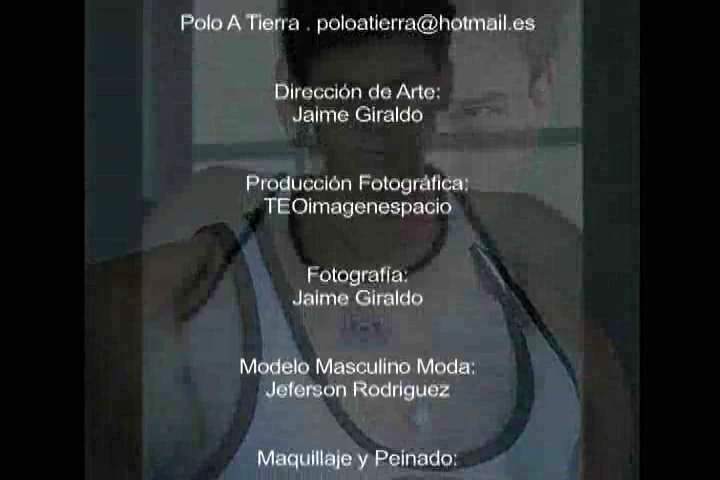 Polo A Tierra . poloatierra@hotmail.es
Dirección de Arte:
Jaime Giraldo
Producción Fotográfica:
TEOimagenespacio
Fotografía:
Jaime Giraldo
Modelo Masculino Moda:
Jeferson Rodriguez
Maquillaje y Peinado: